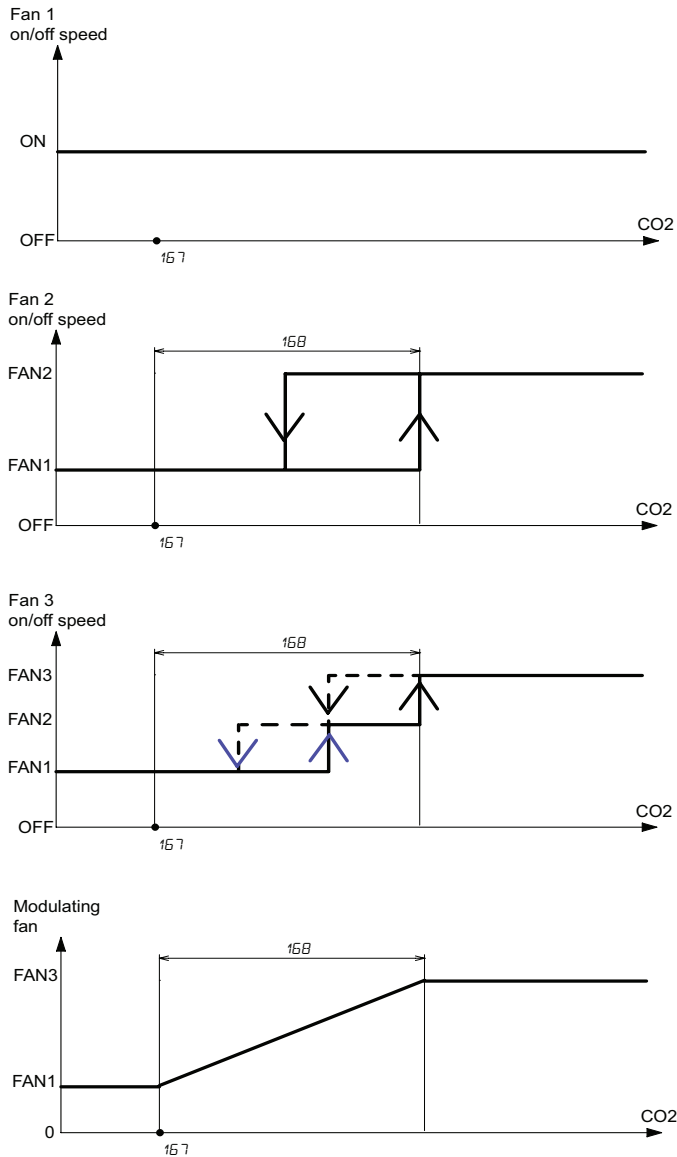 Fan 1
on/off speed
ON
OFF
CO2
167
Fan 2
on/off speed
168
FAN2
FAN1
OFF
CO2
167
Fan 3
on/off speed
168
FAN3
FAN2
FAN1
OFF
CO2
167
Modulating
fan
168
FAN3
FAN1
0
CO2
167